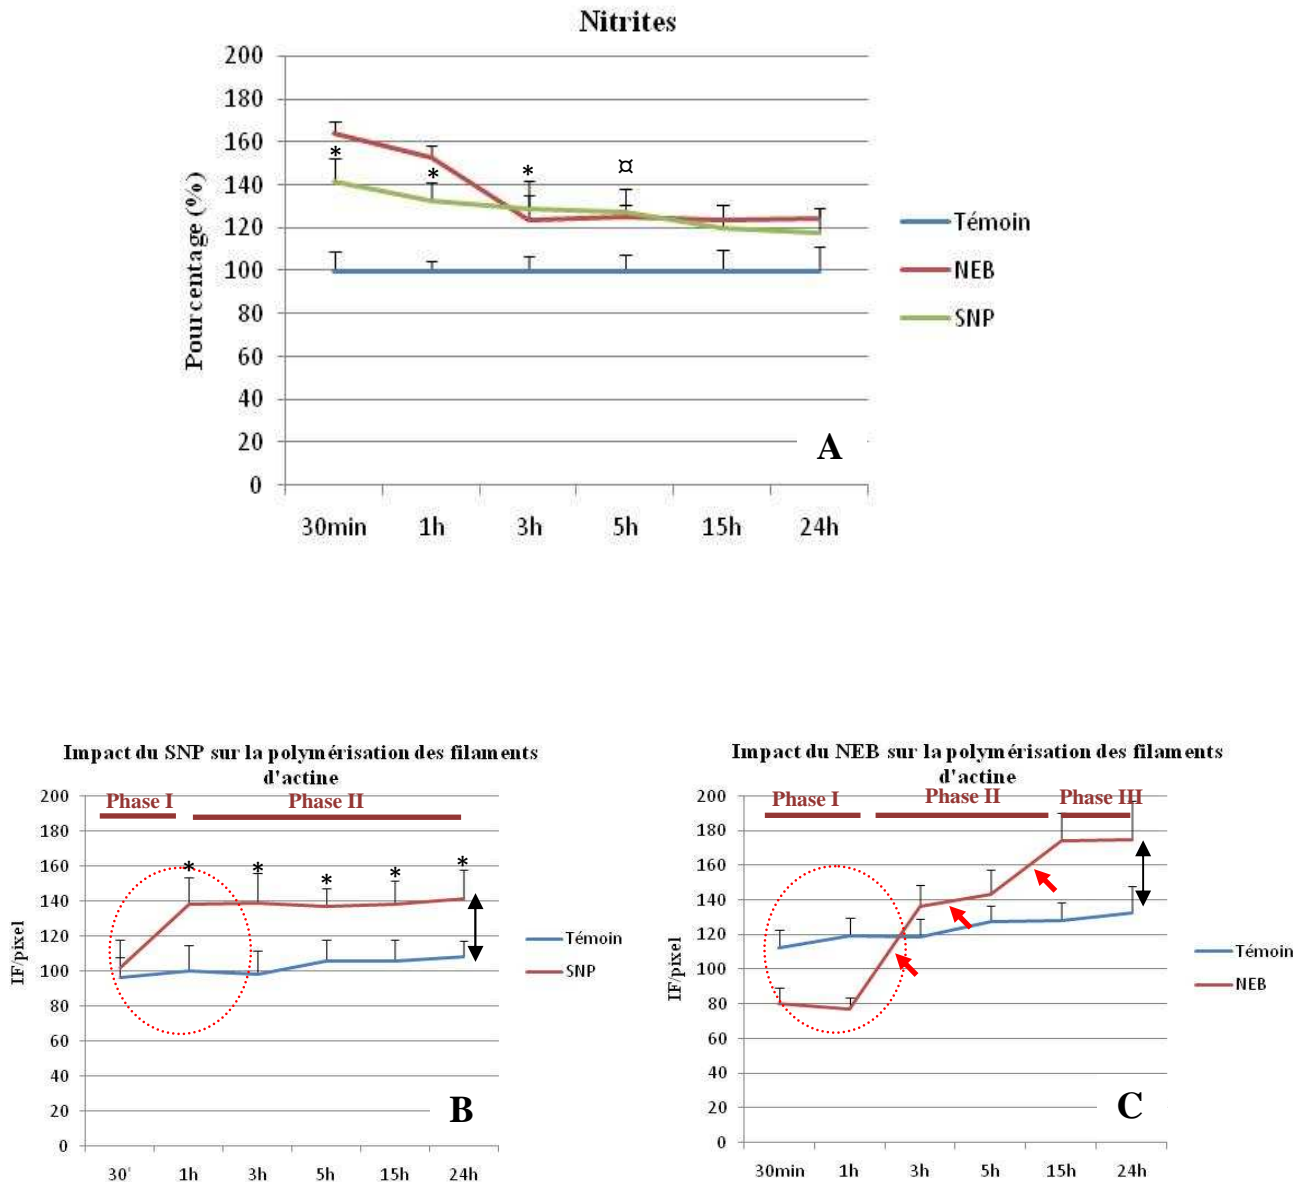 Nitrites
200
180
160
140
120
100
80
60
40
20
0
Pourcentage (%)
* * * ¤
30min 1h 3h 5h 15h 24h
Témoin
NEB
SNP
A
Impact du SNP sur la polymérisation des filaments
d'actine
Phase I Phase II
200
180
160
140
120
100
80
60
40
20
0
IF/pixel
* * * * *
30' 1h 3h 5h 15h 24h
Témoin
SNP
B
Impact du NEB sur la polymérisation des filaments
d'actine
Phase I Phase II Phase III
200
180
160
140
120
100
80
60
40
20
0
IF/pixel
30min 1h 3h 5h 15h 24h
Témoin
NEB
C